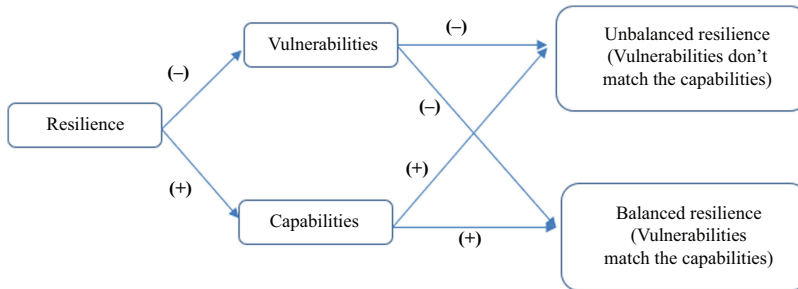 Vulnerabilities
(–)
Unbalanced resilience
(Vulnerabilities don’t
match the capabilities)
(–)
(–)
Resilience
(+)
(+)
Capabilities
(+)
Balanced resilience
(Vulnerabilities
match the capabilities)